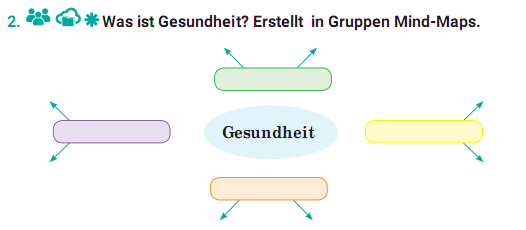 2. Was ist Gesundheit? Erstellt in Gruppen Mind-Maps.
Gesundheit